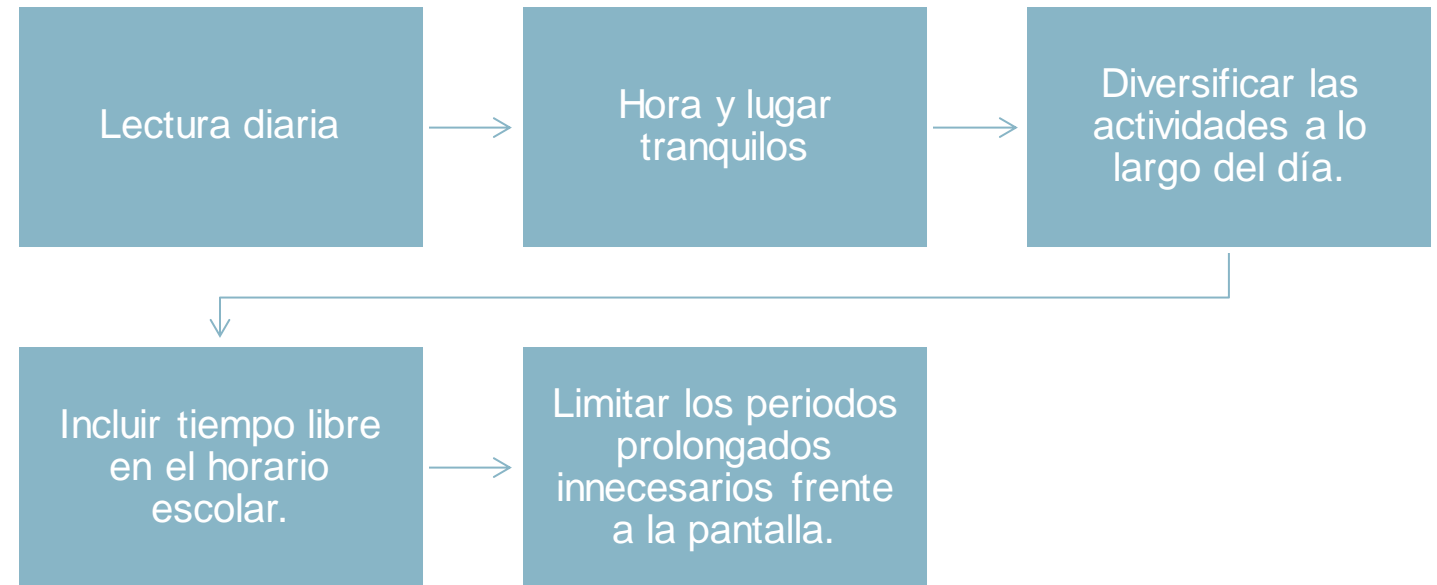 Lectura diaria
Hora y lugar
tranquilos
Diversificar las
actividades a lo
largo del día.
Incluir tiempo libre
en el horario
escolar.
Limitar los periodos
prolongados
innecesarios frente
a la pantalla.